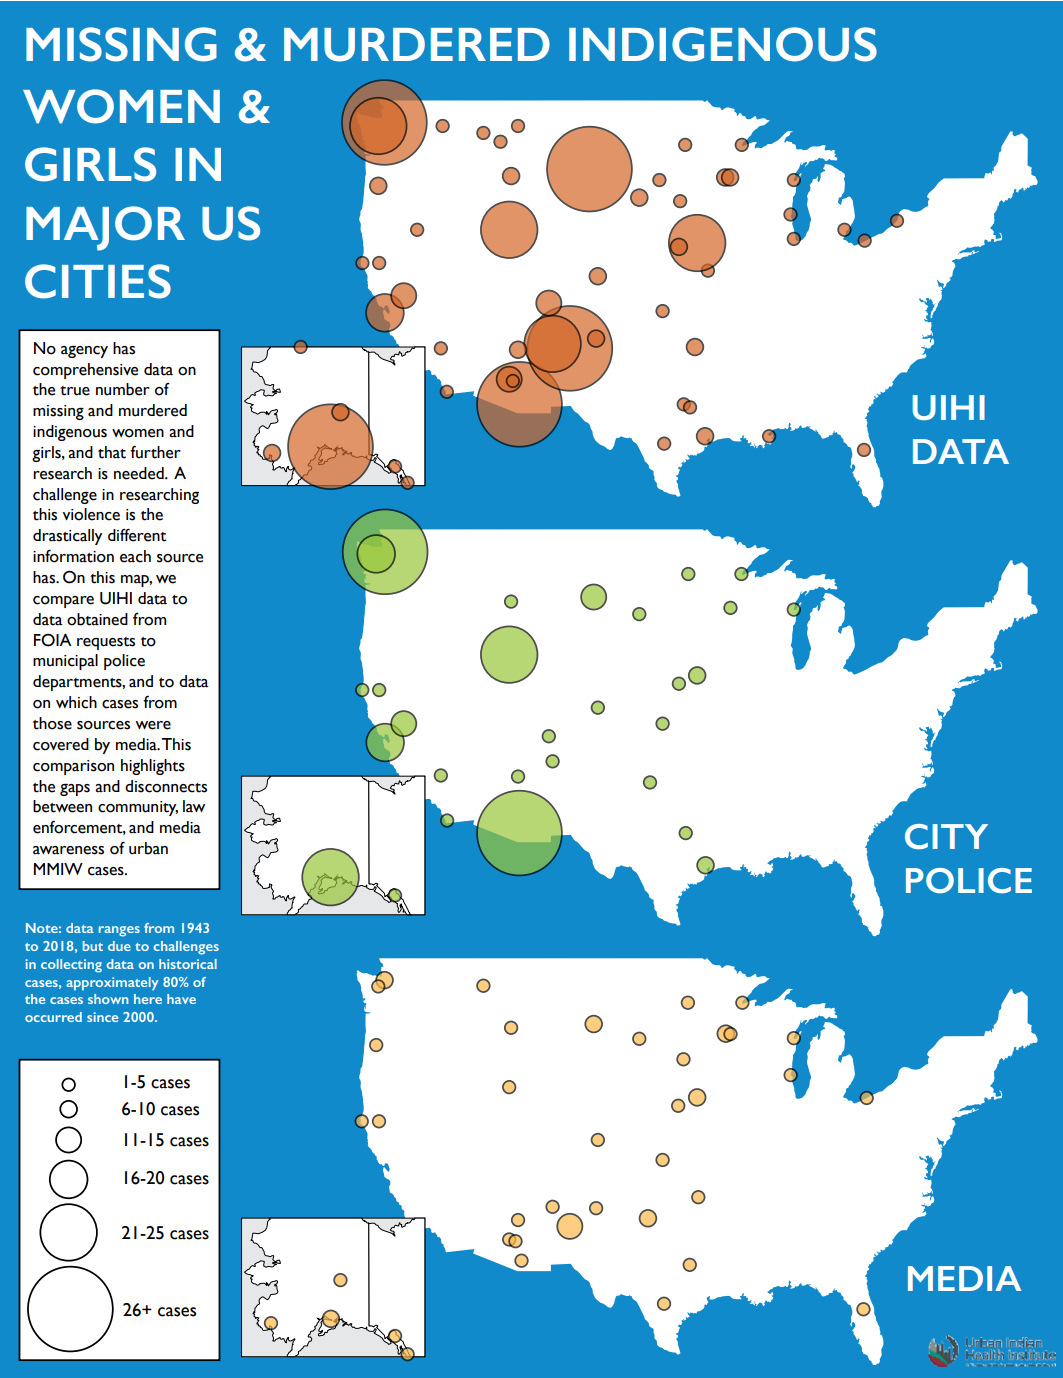 MISSING & MURDERED INDIGENOUS
WOMEN &
GIRLS IN
MAJOR US
CITIES
No agency has
comprehensive data on
the true number of
missing and murdered
indigenous women and
girls, and that further
research is needed. A
challenge in researching
this violence is the
drastically different
information each source
has. On this map, we
compare UIHI data to
data obtained from
FOIA requests to
municipal police
departments, and to data
on which cases from
those sources were
covered by media. This
comparison highlights
the gaps and disconnects
between community, law
enforcement, and media
awareness of urban
MMIW cases.
Note: data ranges from 1943
to 2018, but due to challenges
in collecting data on historical
cases, approximately 80% of
the cases shown here have
occurred since 2000.
1-5 cases
6-10 cases
11-15 cases
16-20 cases
21-25 cases
26+ cases
UIHI
DATA
CITY
POLICE
MEDIA
Urban Indian
Health Institute